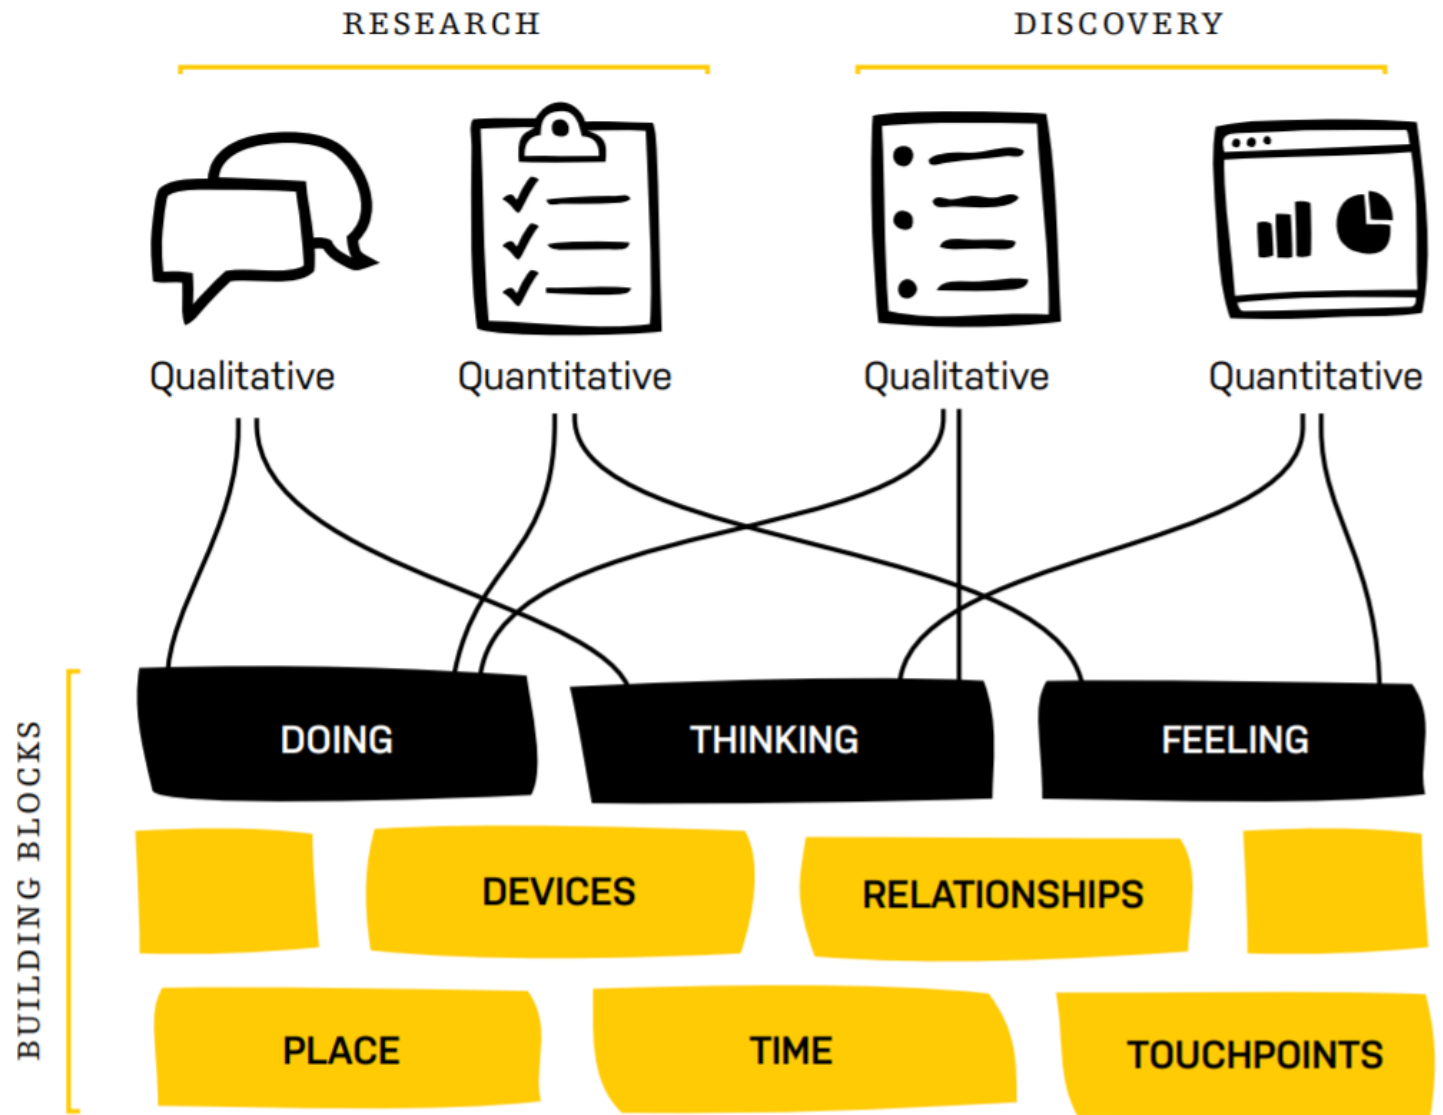 RESEARCH
DISCOVERY
Qualitative
Quantitative
Qualitative
Quantitative
BUILDING BLOCKS
DOING
THINKING
FEELING
DEVICES
RELATIONSHIPS
PLACE
TIME
TOUCHPOINTS